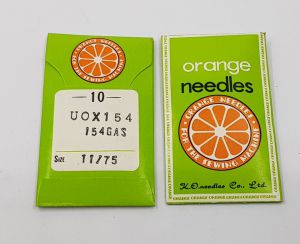 ORANGE NEEDLES
FOR THE SEWING MACHINE
10
UOX154
154GAS
SIZE 11/75
orange
needles
ORANGE NEEDLES
FOR THE SEWING MACHINE
K.O.needles Co., Ltd.